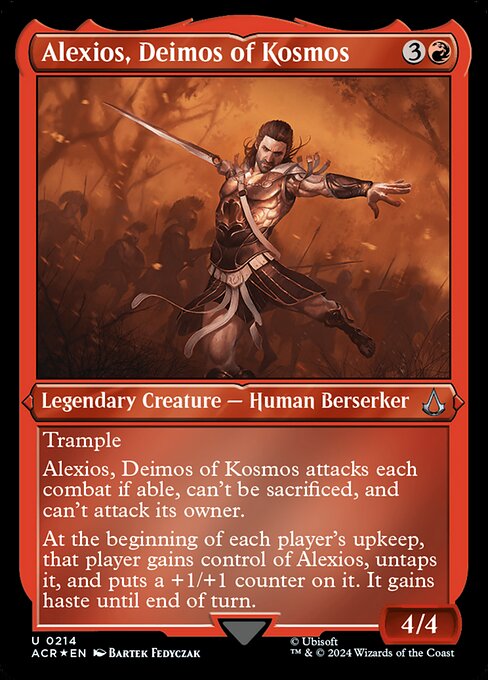 Alexios, Deimos of Kosmos 3
Legendary Creature — Human Berserker
Trample
Alexios, Deimos of Kosmos attacks each
combat if able, can't be sacrificed, and
can't attack its owner.
At the beginning of each player's upkeep,
that player gains control of Alexios, untaps
it, and puts a +1/+1 counter on it. It gains
haste until end of turn.
4/4
U 0214
ACR★EN Bartek Fedyczak
© Ubisoft
™ & © 2024 Wizards of the Coast